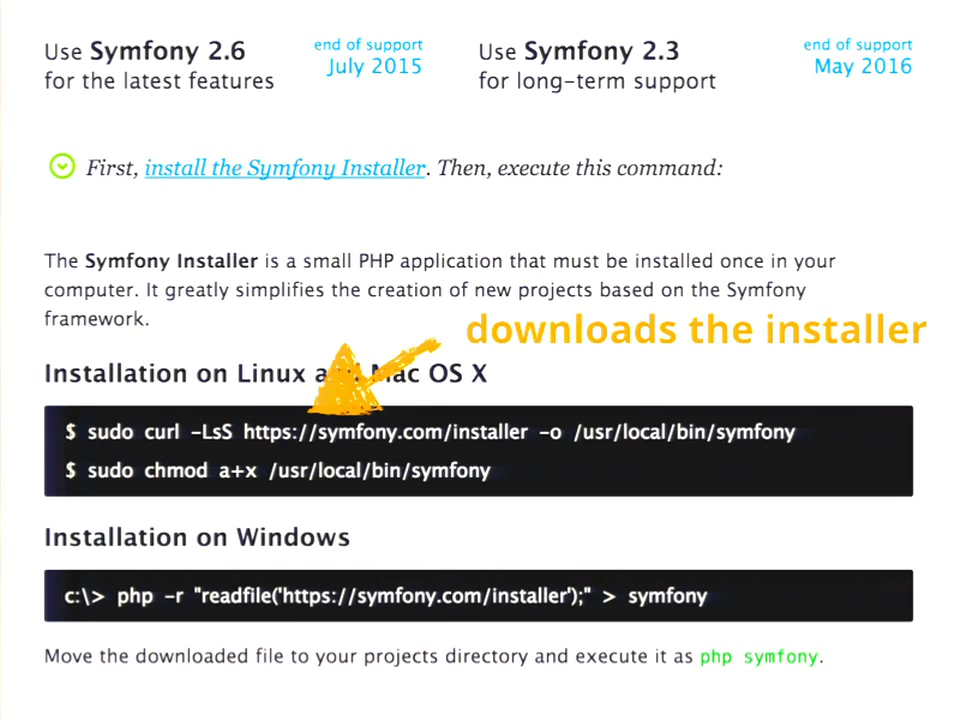 Use Symfony 2.6
for the latest features
end of support
July 2015
Use Symfony 2.3
for long-term support
end of support
May 2016
First, install the Symfony Installer. Then, execute this command:
The Symfony Installer is a small PHP application that must be installed once in your
computer. It greatly simplifies the creation of new projects based on the Symfony
framework.
downloads the installer
Installation on Linux and Mac OS X
$ sudo curl -LsS https://symfony.com/installer -o /usr/local/bin/symfony
$ sudo chmod a+x /usr/local/bin/symfony
Installation on Windows
c:\> php -r "readfile('https://symfony.com/installer');" > symfony
Move the downloaded file to your projects directory and execute it as php symfony.